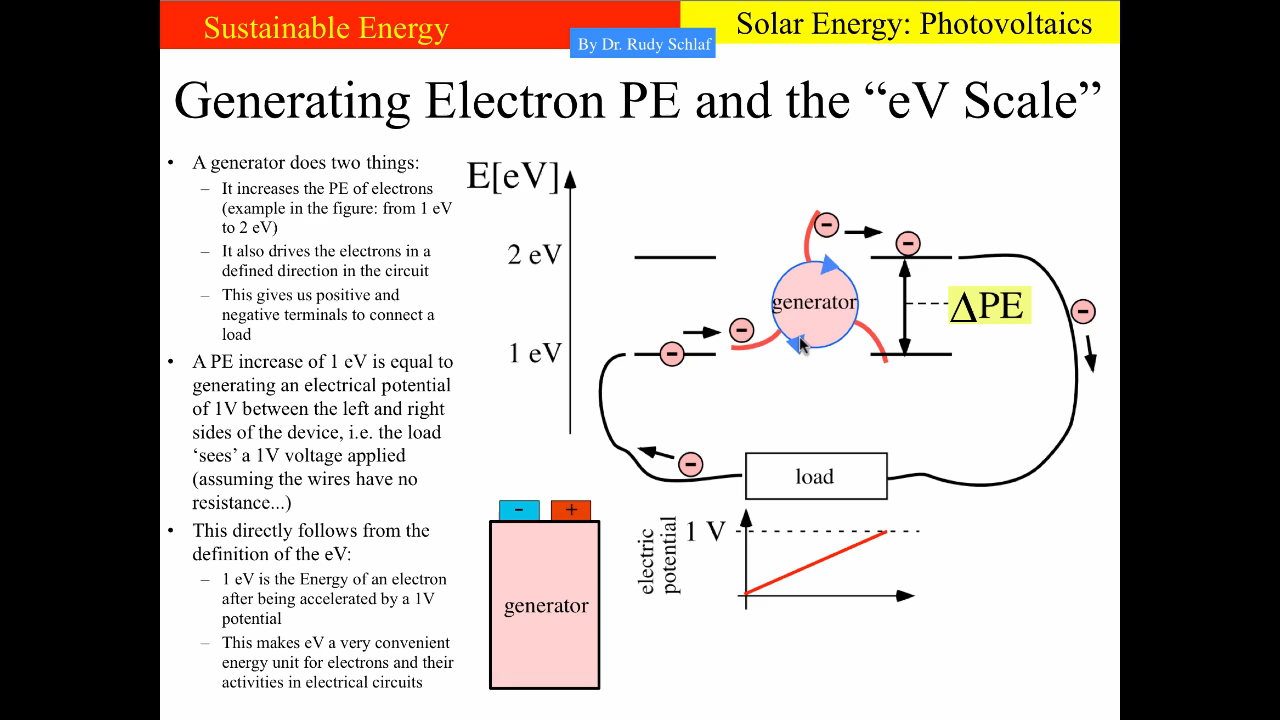 Sustainable Energy
Solar Energy: Photovoltaics
By Dr. Rudy Schlaf
Generating Electron PE and the “eV Scale”
• A generator does two things:
– It increases the PE of electrons
(example in the figure: from 1 eV
to 2 eV)
– It also drives the electrons in a
defined direction in the circuit
– This gives us positive and
negative terminals to connect a
load
• A PE increase of 1 eV is equal to
generating an electrical potential
of 1V between the left and right
sides of the device, i.e. the load
‘sees’ a 1V voltage applied
(assuming the wires have no
resistance...)
• This directly follows from the
definition of the eV:
– 1 eV is the Energy of an electron
after being accelerated by a 1V
potential
– This makes eV a very convenient
energy unit for electrons and their
activities in electrical circuits
E[eV]
2 eV
1 eV
generator
ΔPE
load
- +
generator
electric
potential
1 V